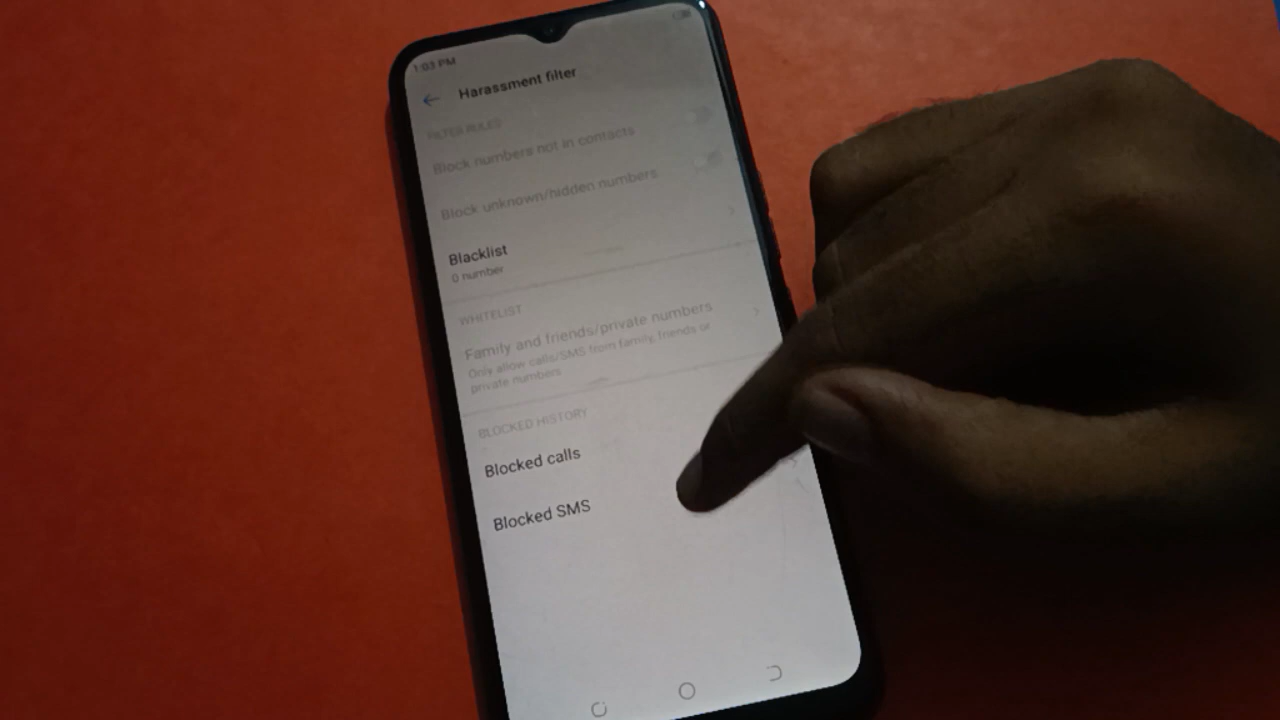 1:03 PM
Harassment filter
FILTER RULES
Block numbers not in contacts
Block unknown/hidden numbers
Blacklist
0 number
WHITELIST
Family and friends/private numbers
Only allow calls/SMS from family, friends or
private numbers
BLOCKED HISTORY
Blocked calls
Blocked SMS